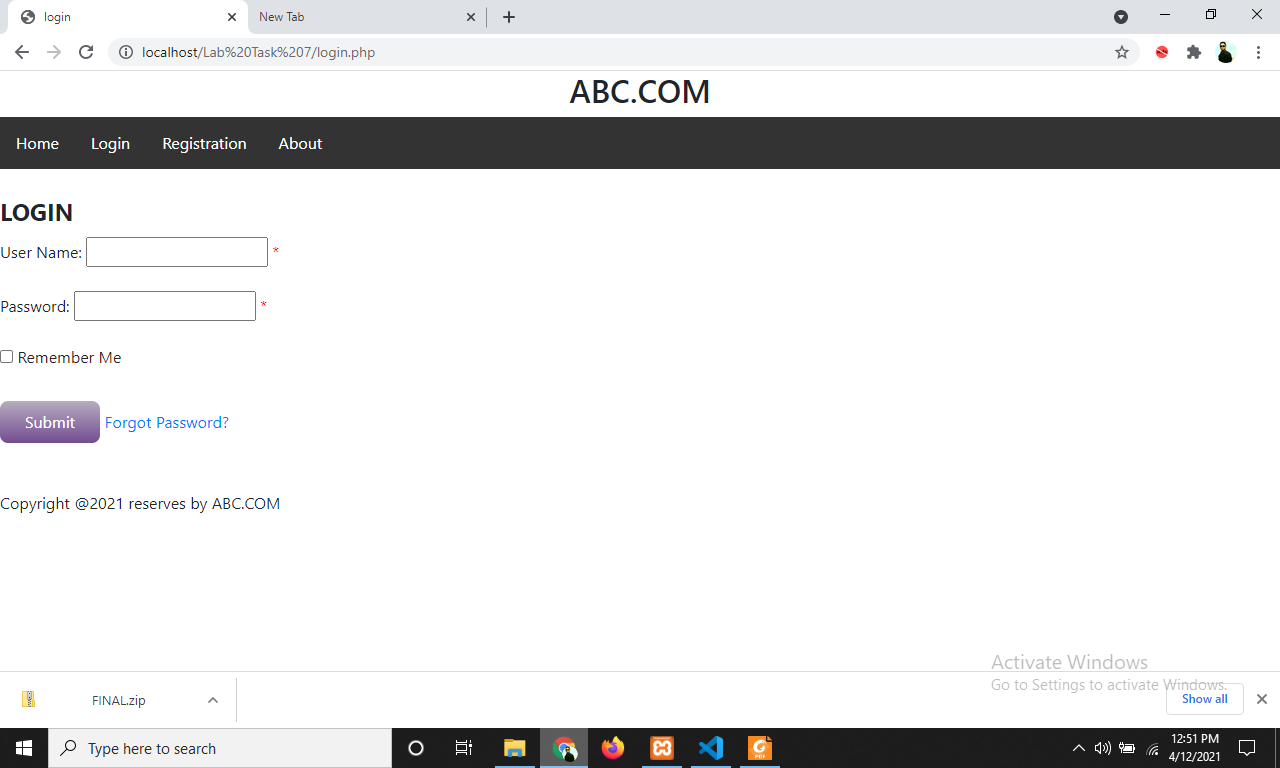 login
New Tab
localhost/Lab%20Task%207/login.php
ABC.COM
Home Login Registration About
LOGIN
User Name: *
Password: *
Remember Me
Submit Forgot Password?
Copyright @2021 reserves by ABC.COM
Activate Windows
Go to Settings to activate Windows.
FINAL.zip
Show all
Type here to search
PDF
12:51 PM
4/12/2021